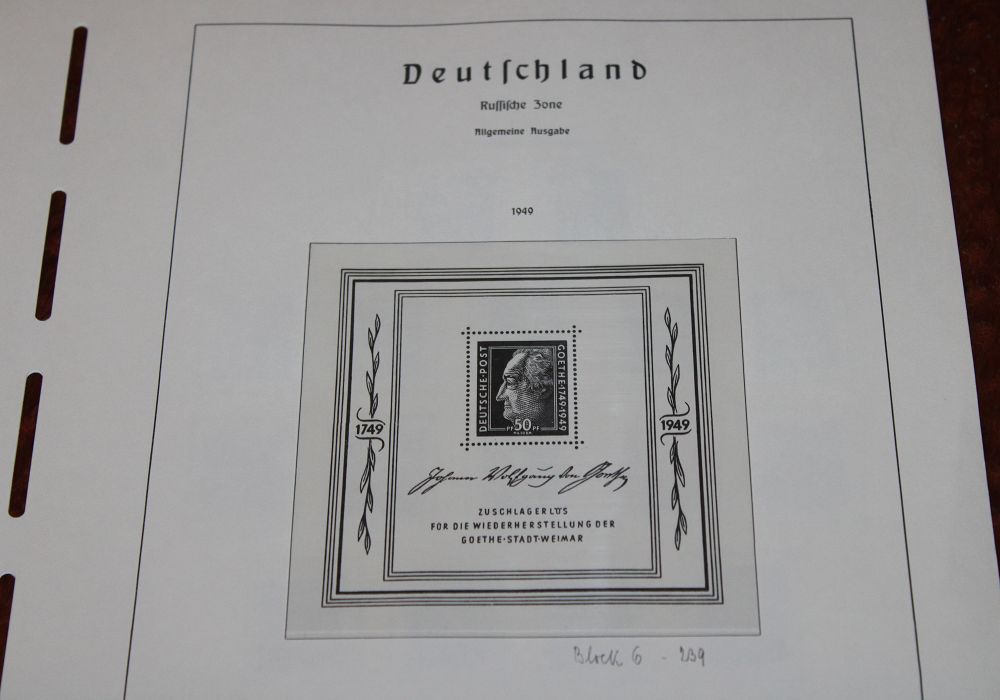 Deutſchland
Ruſſiſche Zone
Allgemeine Ausgabe
1949
DEUTSCHE·POST
GOETHE·1749·1949
PF 50 PF
1749
1949
Johann Wolfgang von Goethe
ZUSCHLAGERLÖS
FÜR DIE WIEDERHERSTELLUNG DER
GOETHE·STADT·WEIMAR
Block 6 - 239